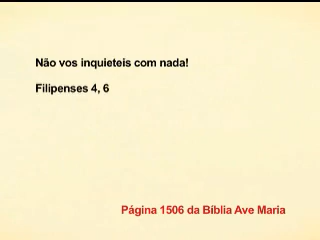 Não vos inquieteis com nada!
Filipenses 4, 6
Página 1506 da Bíblia Ave Maria